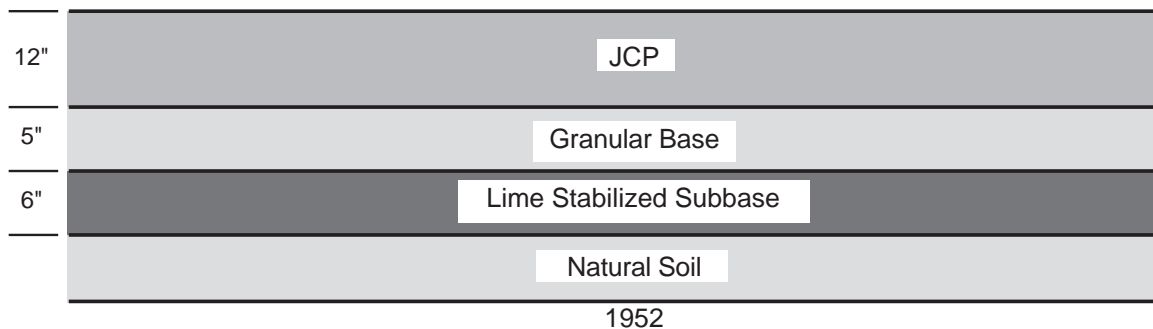 12" JCP
5" Granular Base
6" Lime Stabilized Subbase
Natural Soil
1952